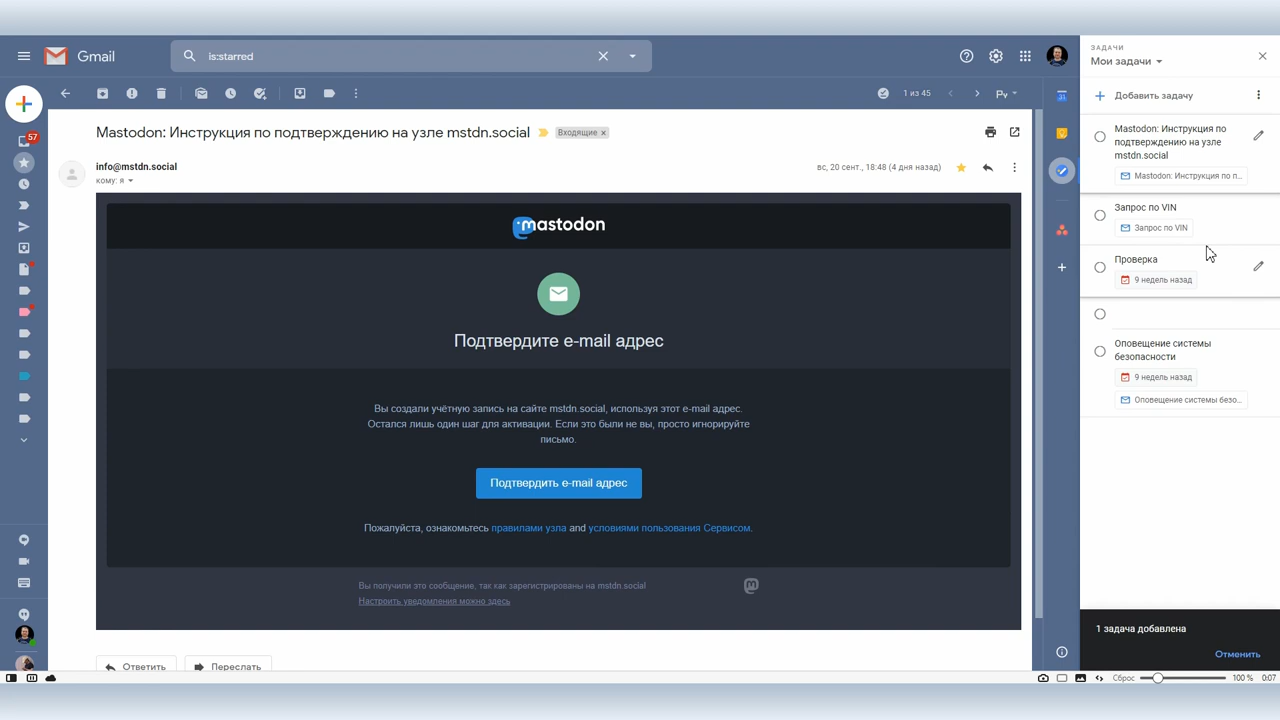 Gmail
is:starred
ЗАДАЧИ
Мои задачи
1 из 45
Ру
57
Mastodon: Инструкция по подтверждению на узле mstdn.social
Входящие ×
info@mstdn.social
кому: я
вс, 20 сент., 18:48 (4 дня назад)
mastodon
Подтвердите e-mail адрес
Вы создали учётную запись на сайте mstdn.social, используя этот e-mail адрес.
Остался лишь один шаг для активации. Если это были не вы, просто игнорируйте
письмо.
Подтвердить e-mail адрес
Пожалуйста, ознакомьтесь правилами узла and условиями пользования Сервисом.
Вы получили это сообщение, так как зарегистрированы на mstdn.social
Настроить уведомления можно здесь
Ответить
Переслать
31
Добавить задачу
Mastodon: Инструкция по
подтверждению на узле
mstdn.social
Mastodon: Инструкция по п...
Запрос по VIN
Запрос по VIN
Проверка
9 недель назад
Оповещение системы
безопасности
9 недель назад
Оповещение системы безо...
1 задача добавлена
Отменить
Сброс
100 %
0:07